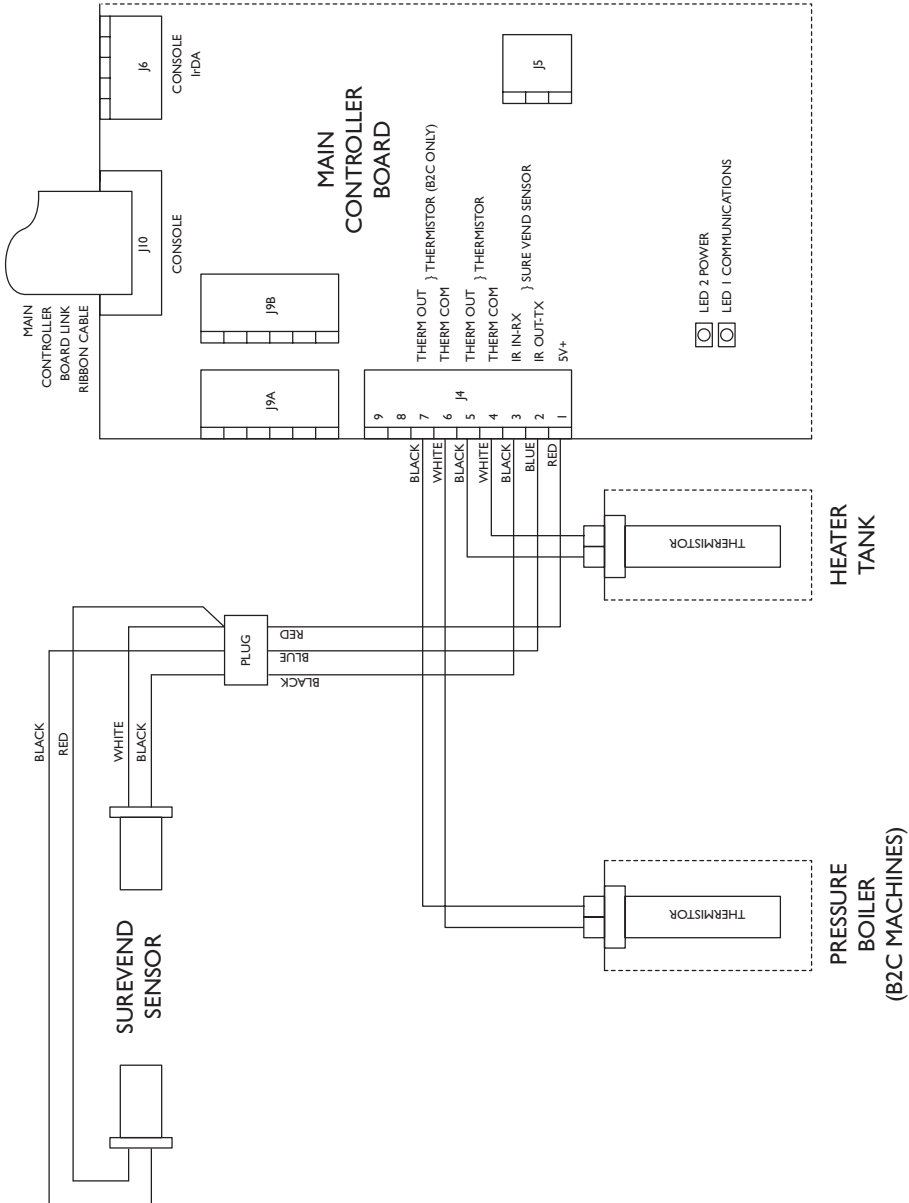 MAIN
CONTROLLER
BOARD LINK
RIBBON CABLE
J10
CONSOLE
J6
CONSOLE
IrDA
MAIN
CONTROLLER
BOARD
J5
J9B
J9A
J4
9
8
7
6
5
4
3
2
1
THERM OUT
THERM COM
} THERMISTOR (B2C ONLY)
THERM OUT
THERM COM
} THERMISTOR
IR IN-RX
IR OUT-TX
} SURE VEND SENSOR
5V+
LED 2 POWER
LED 1 COMMUNICATIONS
BLACK
WHITE
BLACK
WHITE
BLACK
BLUE
RED
PLUG
RED
BLUE
BLACK
BLACK
RED
WHITE
BLACK
SUREVEND
SENSOR
THERMISTOR
HEATER
TANK
THERMISTOR
PRESSURE
BOILER
(B2C MACHINES)